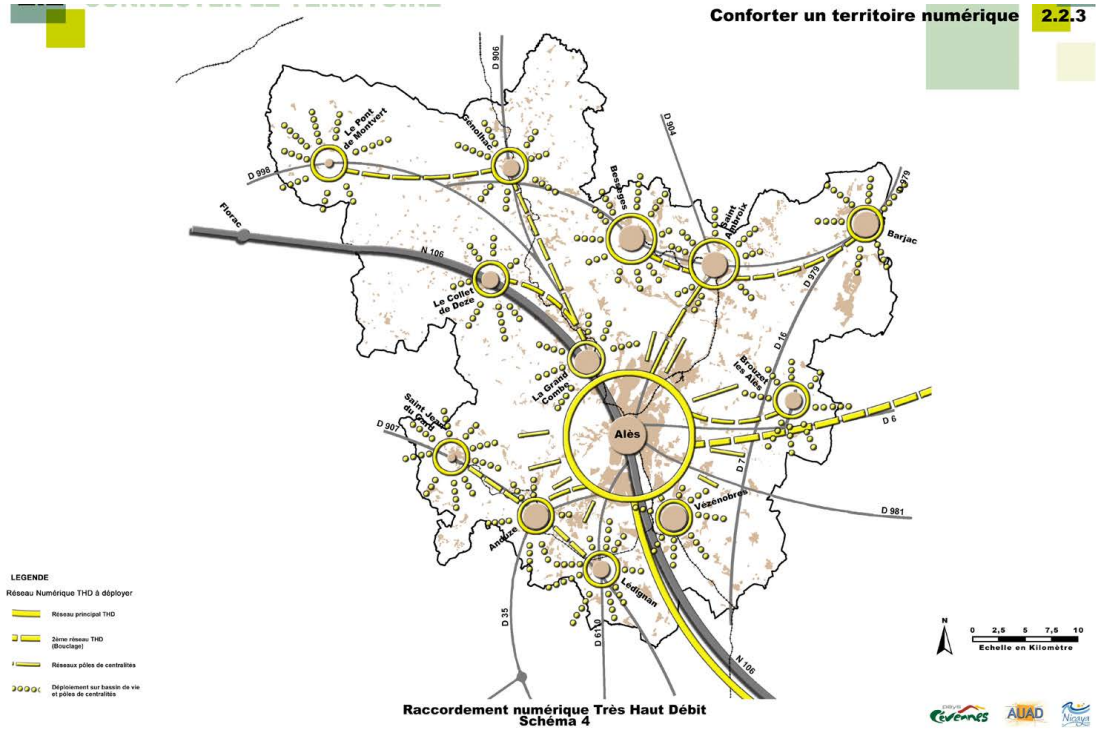 Conforter un territoire numérique 2.2.3
D 906
Génolhac
Le Pont
de Montvert
D 904
D 998
Bessèges
Saint
Ambroix
D 979
Barjac
Florac
N 106
D 979
Le Collet
de Deze
D 16
Brouzet
les Alès
La Grand
Combe
Saint Jean
du Gard
D 907
D 6
Alès
D 7
Vézénobres
D 981
Anduze
Lédignan
D 35
D 6110
N 106
LEGENDE
Réseau Numérique THD à déployer
Réseau principal THD
2ème réseau THD
(Bouclage)
Réseaux pôles de centralités
Déploiement sur bassin de vie
et pôles de centralités
N
0 2,5 5 7,5 10
Echelle en Kilomètre
Raccordement numérique Très Haut Débit
Schéma 4
pays
Cévennes
AUAD
Nicaya